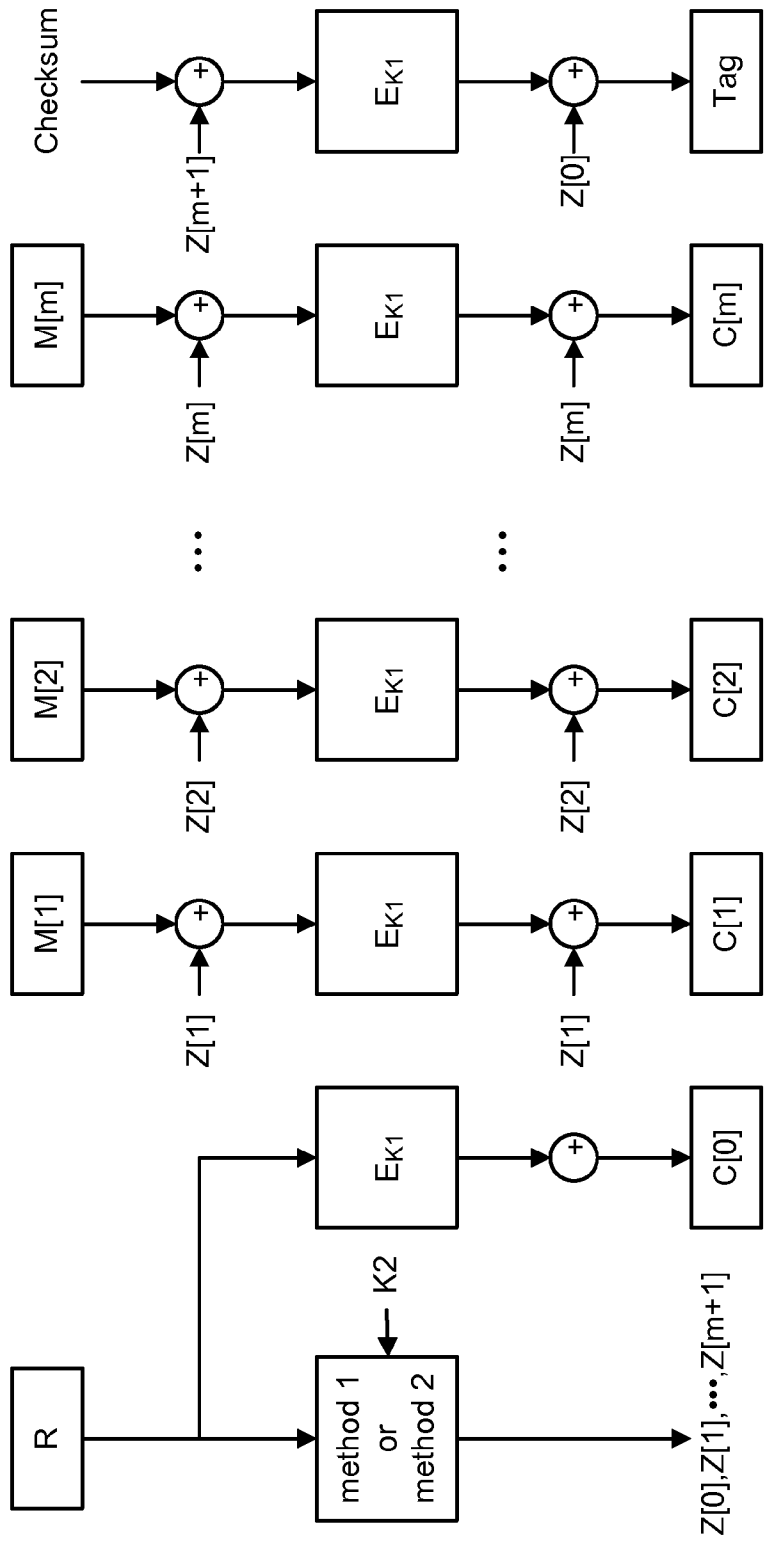 R
M[1]
M[2]
M[m]
Checksum
Z[1]
+
Z[2]
+
...
Z[m]
+
Z[m+1]
+
method 1
or
method 2
K2
EK1
EK1
EK1
EK1
EK1
+
Z[1]
+
Z[2]
+
...
Z[m]
+
Z[0]
+
Z[0],Z[1],•••,Z[m+1]
C[0]
C[1]
C[2]
C[m]
Tag